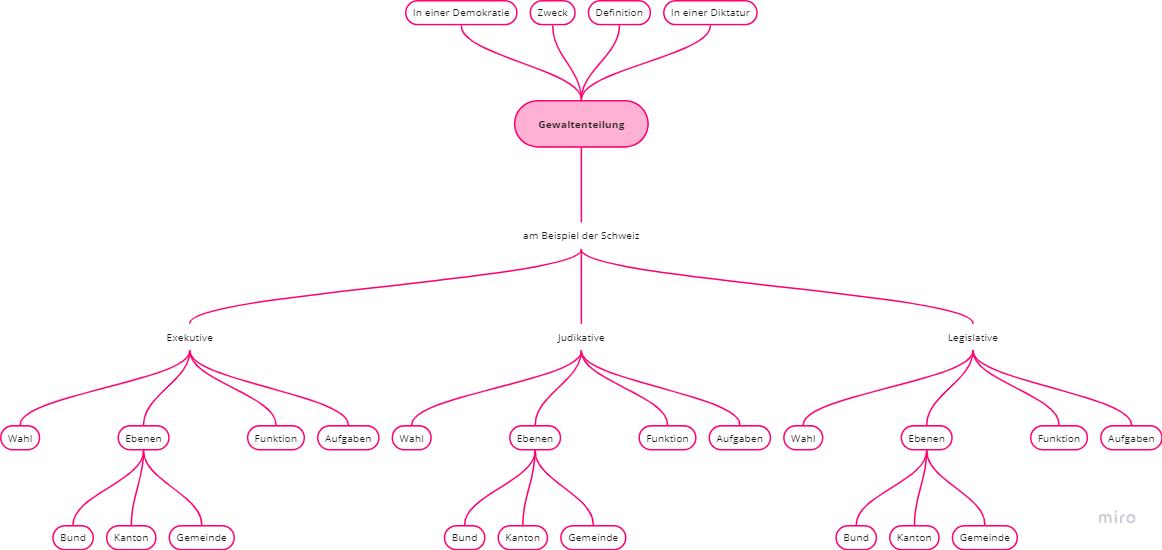 In einer Demokratie
Zweck
Definition
In einer Diktatur
Gewaltenteilung
am Beispiel der Schweiz
Exekutive
Judikative
Legislative
Wahl
Ebenen
Funktion
Aufgaben
Wahl
Ebenen
Funktion
Aufgaben
Wahl
Ebenen
Funktion
Aufgaben
Bund
Kanton
Gemeinde
Bund
Kanton
Gemeinde
Bund
Kanton
Gemeinde
miro